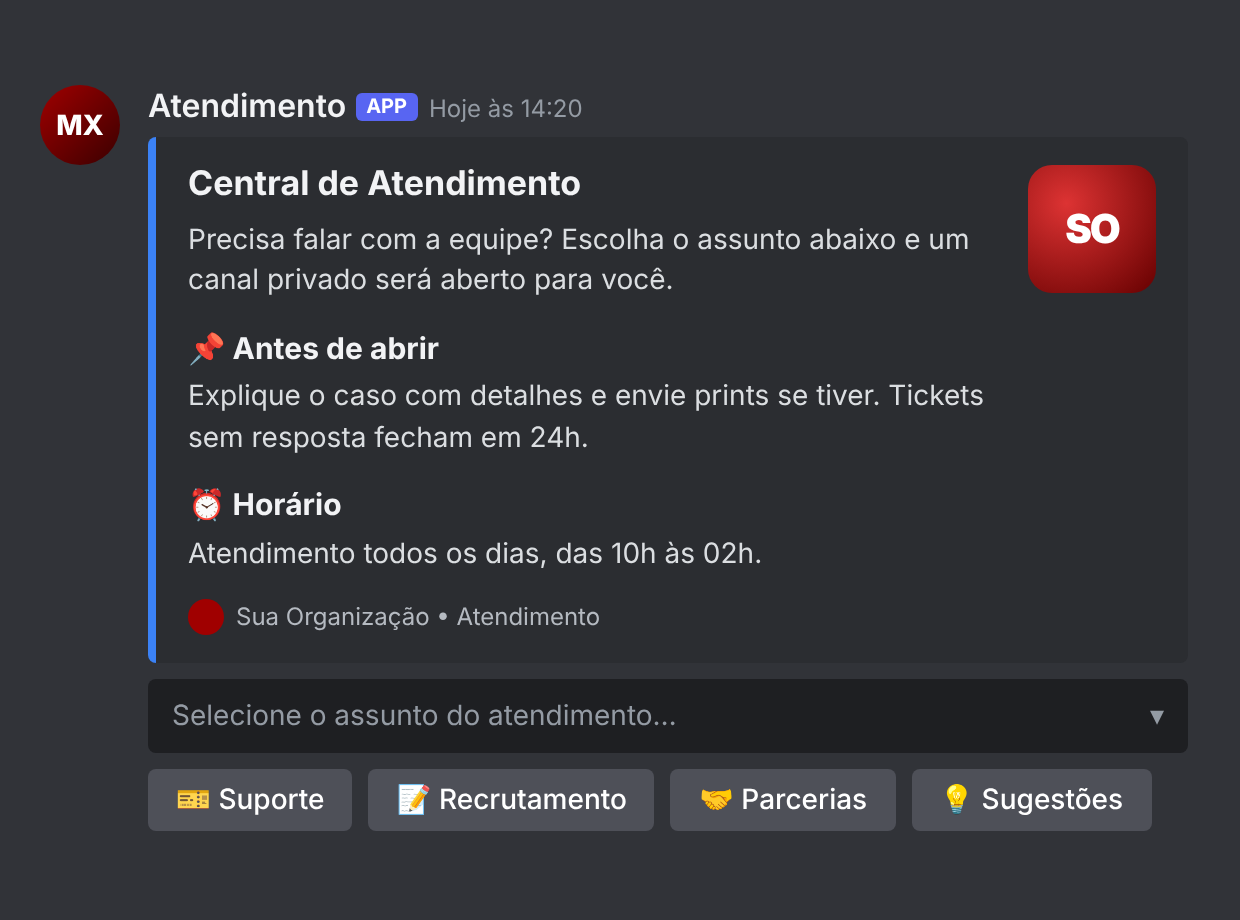 MX
Atendimento APP Hoje às 14:20
Central de Atendimento
SO
Precisa falar com a equipe? Escolha o assunto abaixo e um
canal privado será aberto para você.
📌 Antes de abrir
Explique o caso com detalhes e envie prints se tiver. Tickets
sem resposta fecham em 24h.
⏰ Horário
Atendimento todos os dias, das 10h às 02h.
Sua Organização • Atendimento
Selecione o assunto do atendimento...
🎫 Suporte 📝 Recrutamento 🤝 Parcerias 💡 Sugestões